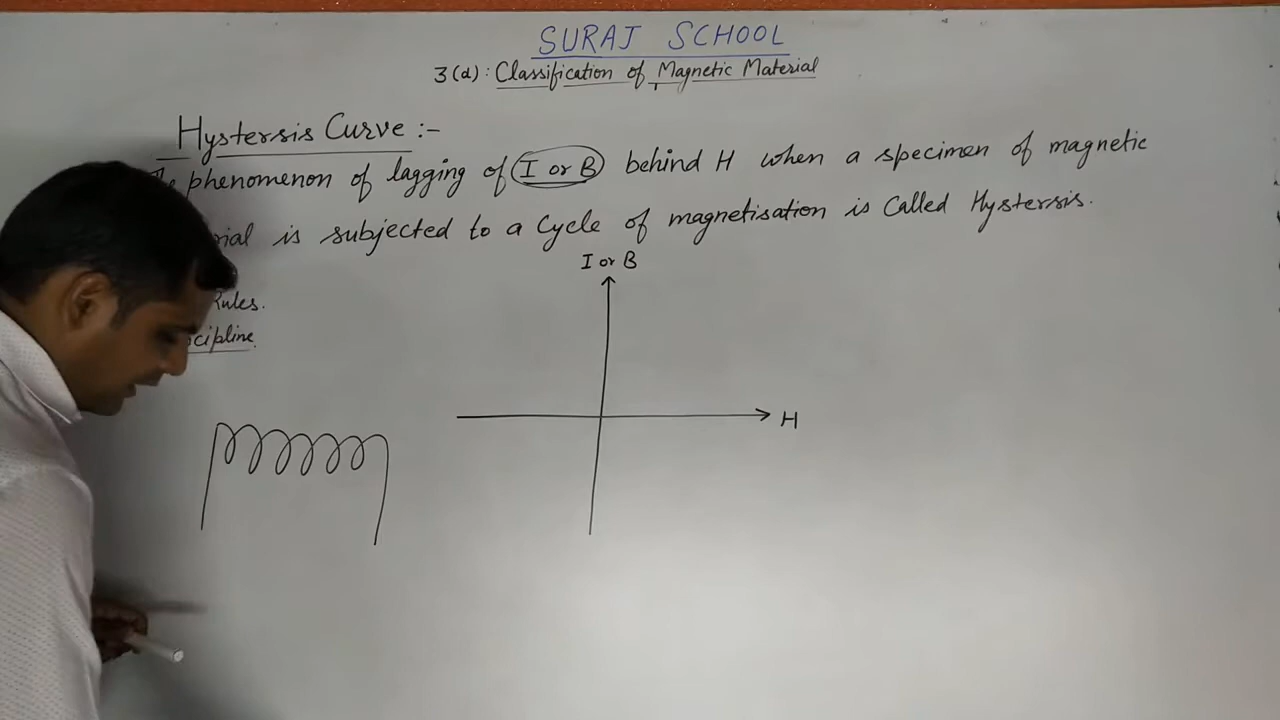 SURAJ SCHOOL
3(d): Classification of Magnetic Material
Hystersis Curve :-
phenomenon of lagging of I or B behind H when a specimen of magnetic
is subjected to a Cycle of magnetisation is Called Hystersis.
I or B
Rules.
H